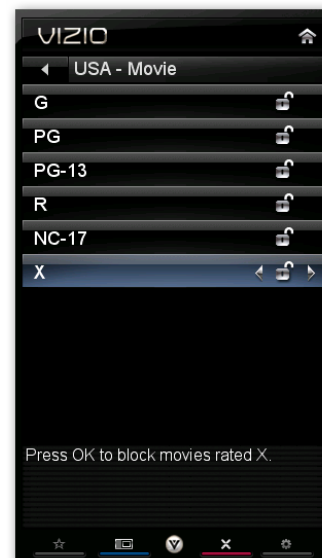 VIZIO
USA - Movie
G
PG
PG-13
R
NC-17
X
Press OK to block movies rated X.